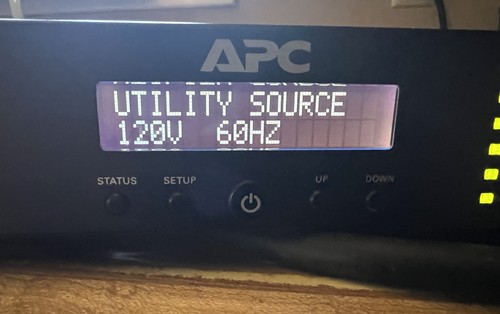 APC
UTILITY SOURCE
120V 60HZ
STATUS SETUP UP DOWN